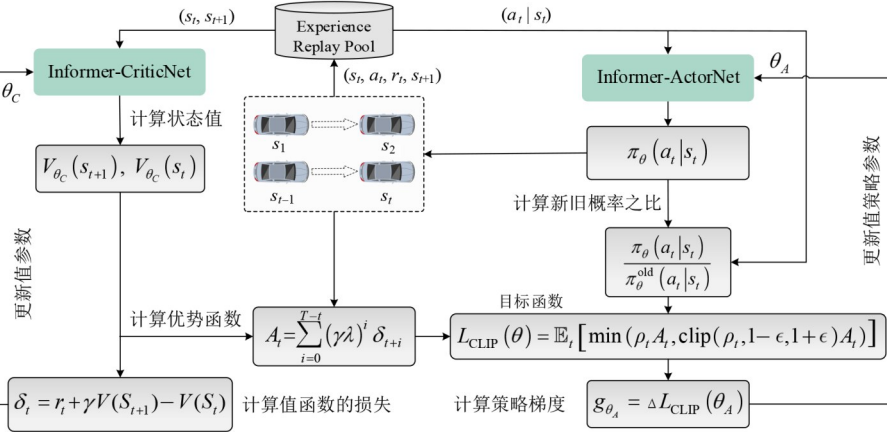 (s_t, s_{t+1})
Experience
Replay Pool
(a_t | s_t)
Informer-CriticNet
θ_C
(s_t, a_t, r_t, s_{t+1})
Informer-ActorNet
θ_A
计算状态值
s_1
s_2
V_{θ_C}(s_{t+1}), V_{θ_C}(s_t)
s_{t-1}
s_t
π_θ(a_t|s_t)
计算新旧概率之比
更新值参数
更新值策略参数
π_θ(a_t|s_t)
π_θ^{old}(a_t|s_t)
计算优势函数
A_t=∑_{i=0}^{T-t}(γλ)^i δ_{t+i}
目标函数
L_{CLIP}(θ) = 𝔼_t[min(ρ_t A_t, clip(ρ_t, 1-ϵ, 1+ϵ)A_t)]
δ_t = r_t + γV(S_{t+1}) - V(S_t)
计算值函数的损失
计算策略梯度
g_{θ_A} = ΔL_{CLIP}(θ_A)